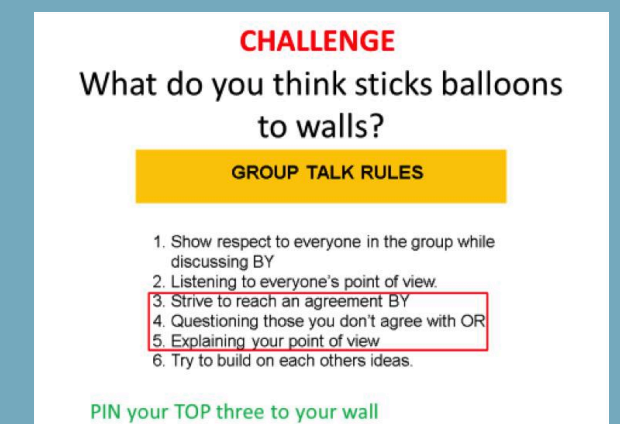 CHALLENGE
What do you think sticks balloons
to walls?
GROUP TALK RULES
1. Show respect to everyone in the group while
discussing BY
2. Listening to everyone's point of view.
3. Strive to reach an agreement BY
4. Questioning those you don't agree with OR
5. Explaining your point of view
6. Try to build on each others ideas.
PIN your TOP three to your wall